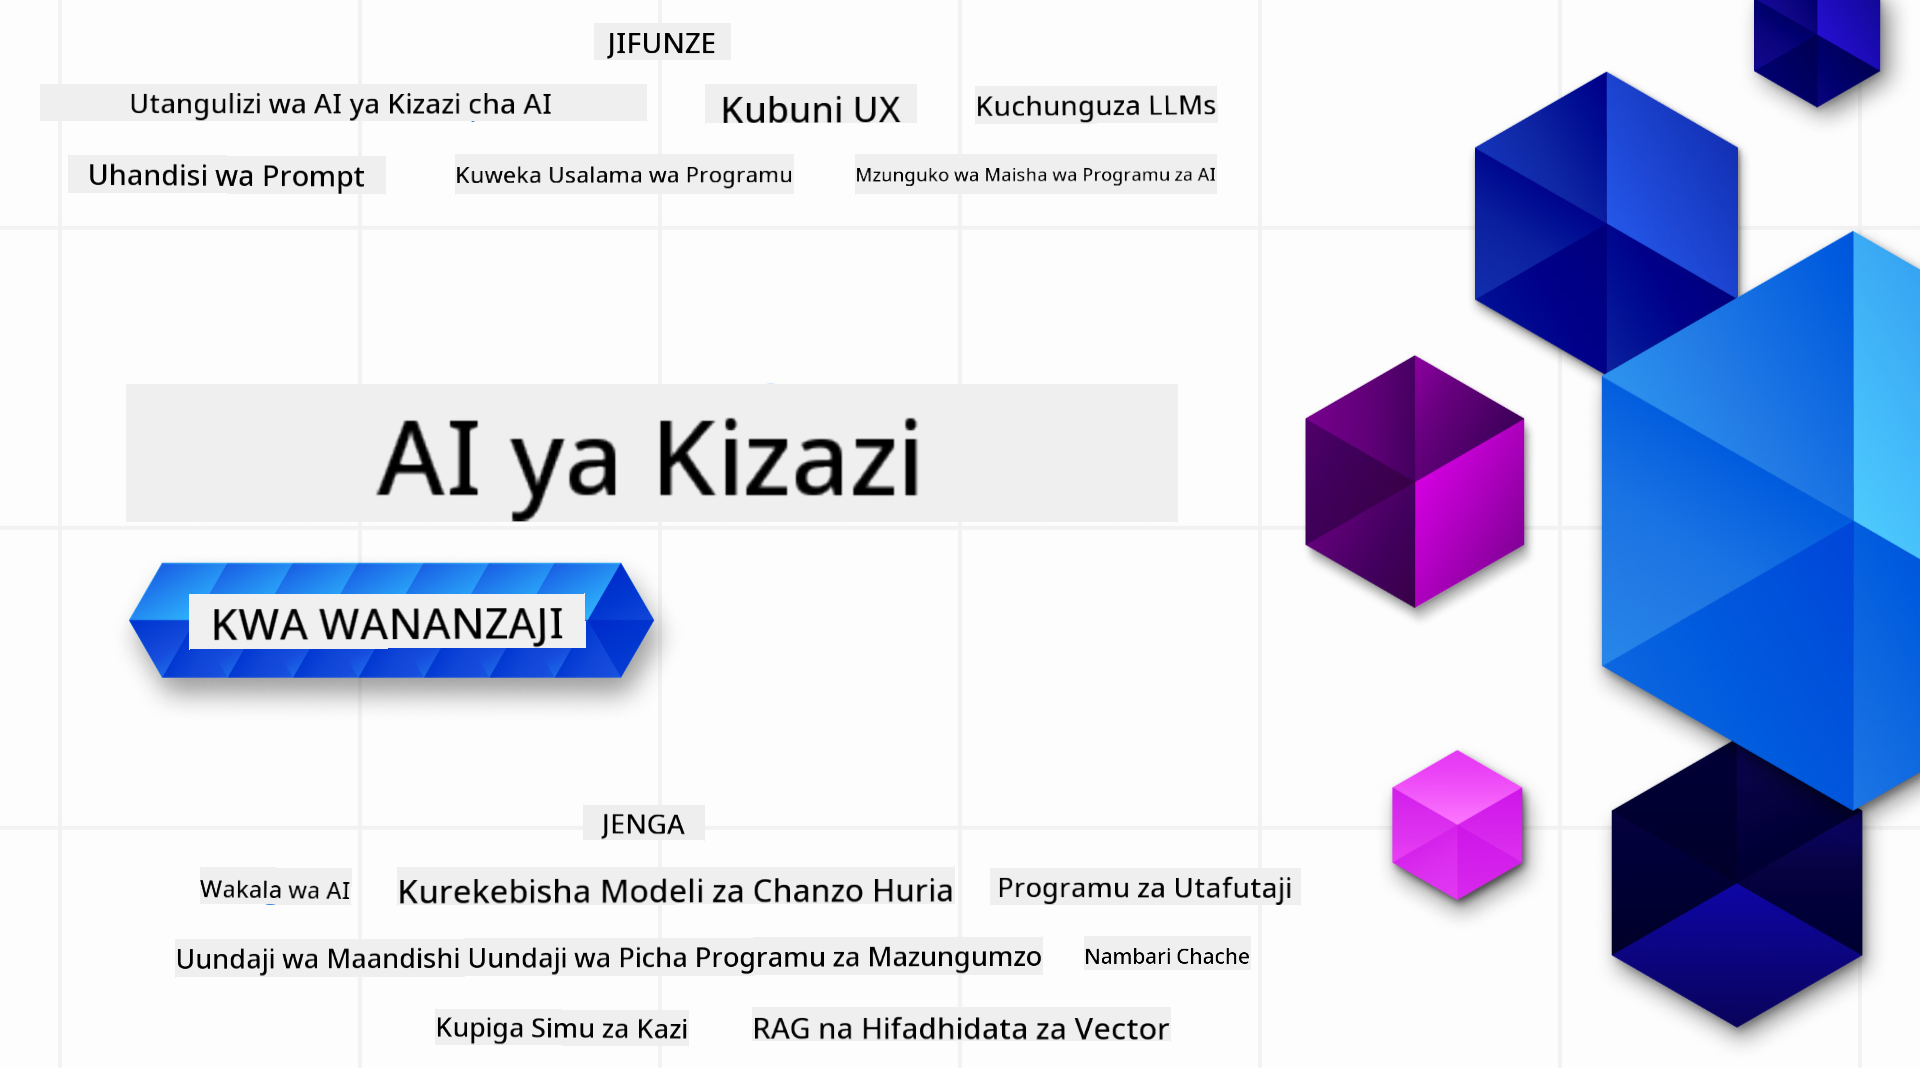 JIFUNZE
Utangulizi wa AI ya Kizazi cha AI
Kubuni UX
Kuchunguza LLMs
Uhandisi wa Prompt
Kuweka Usalama wa Programu
Mzunguko wa Maisha wa Programu za AI
AI ya Kizazi
KWA WANANZAJI
JENGA
Wakala wa AI
Kurekebisha Modeli za Chanzo Huria
Programu za Utafutaji
Uundaji wa Maandishi Uundaji wa Picha Programu za Mazungumzo
Nambari Chache
Kupiga Simu za Kazi
RAG na Hifadhidata za Vector